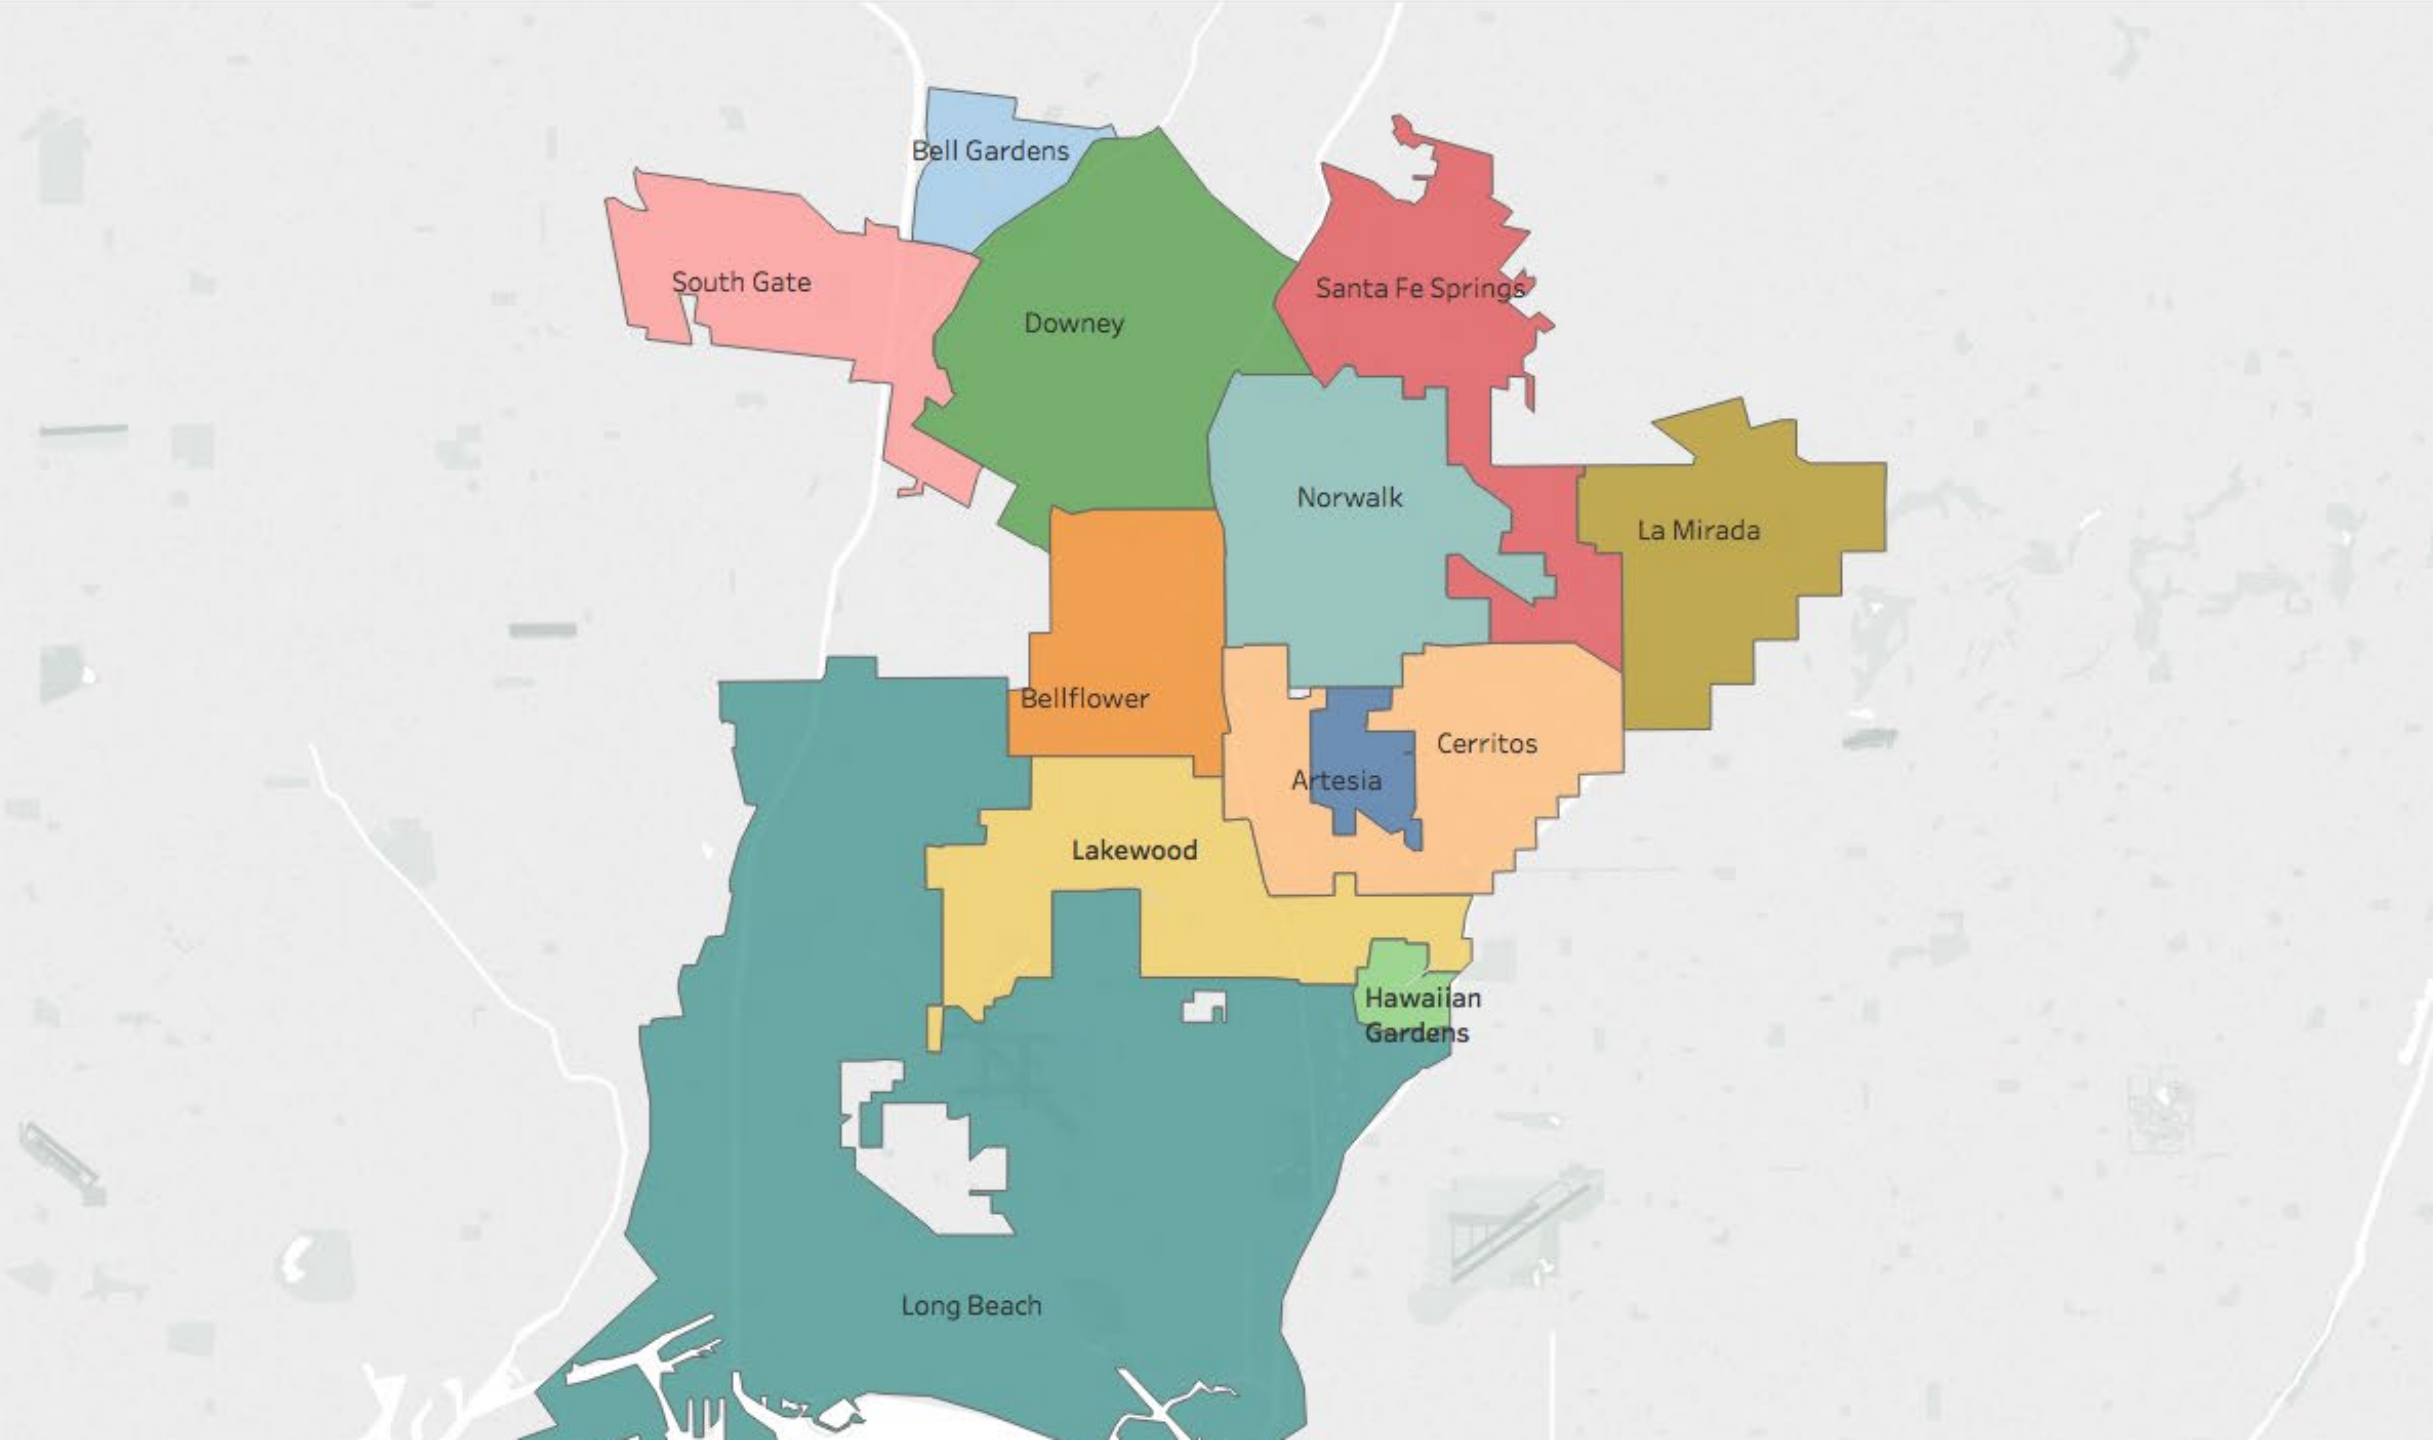 Bell Gardens
South Gate
Santa Fe Springs
Downey
Norwalk
La Mirada
Bellflower
Cerritos
Artesia
Lakewood
Hawaiian
Gardens
Long Beach